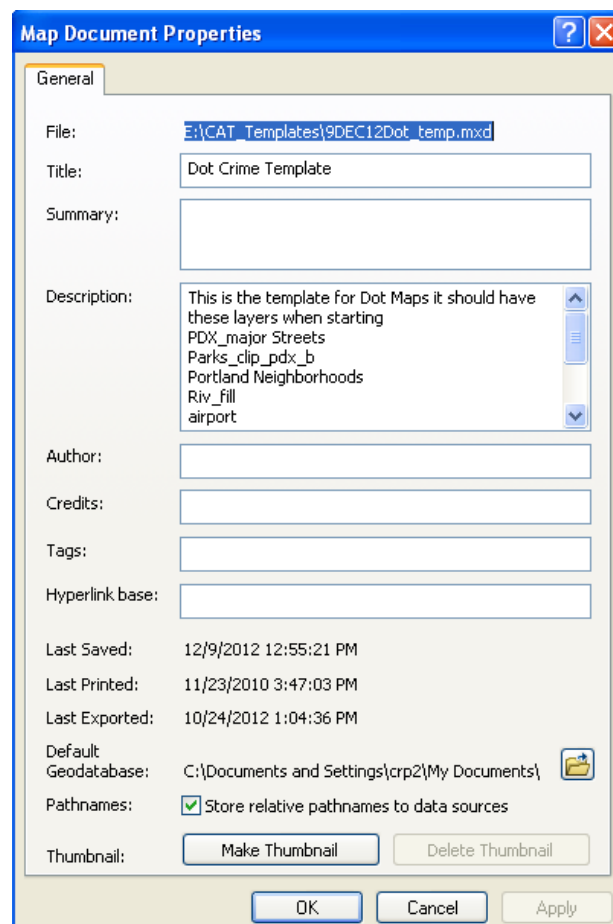 Map Document Properties
General
File: E:\CAT_Templates\9DEC12Dot_temp.mxd
Title: Dot Crime Template
Summary:
Description: This is the template for Dot Maps it should have
these layers when starting
PDX_major Streets
Parks_clip_pdx_b
Portland Neighborhoods
Riv_fill
airport
Author:
Credits:
Tags:
Hyperlink base:
Last Saved: 12/9/2012 12:55:21 PM
Last Printed: 11/23/2010 3:47:03 PM
Last Exported: 10/24/2012 1:04:36 PM
Default
Geodatabase: C:\Documents and Settings\crp2\My Documents\
Pathnames: Store relative pathnames to data sources
Thumbnail: Make Thumbnail Delete Thumbnail
OK Cancel Apply